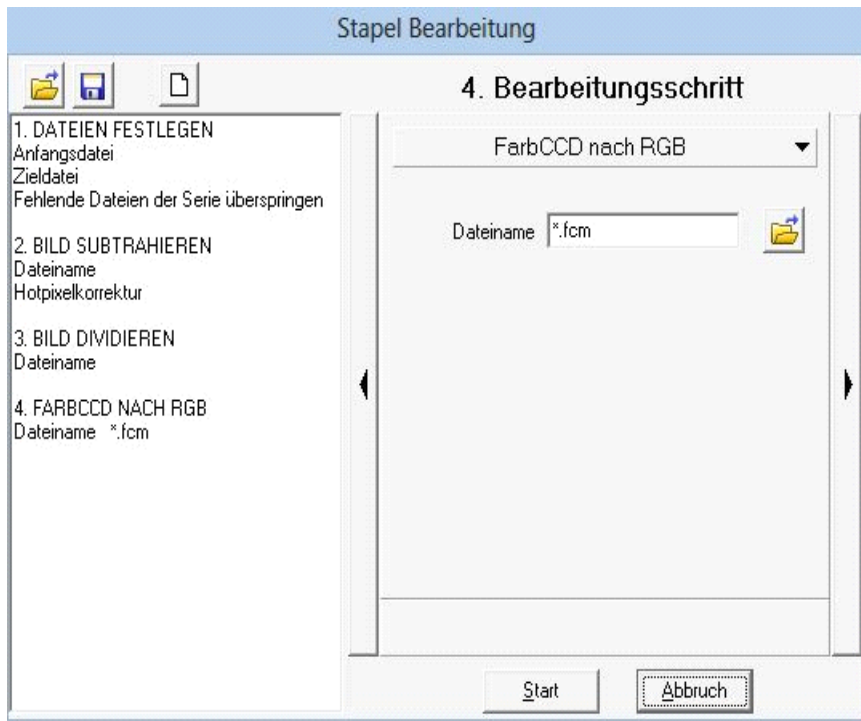 Stapel Bearbeitung
4. Bearbeitungsschritt
1. DATEIEN FESTLEGEN
Anfangsdatei
Zieldatei
Fehlende Dateien der Serie überspringen
2. BILD SUBTRAHIEREN
Dateiname
Hotpixelkorrektur
3. BILD DIVIDIEREN
Dateiname
4. FARBCCD NACH RGB
Dateiname *.fcm
FarbCCD nach RGB
Dateiname *.fcm
Start Abbruch